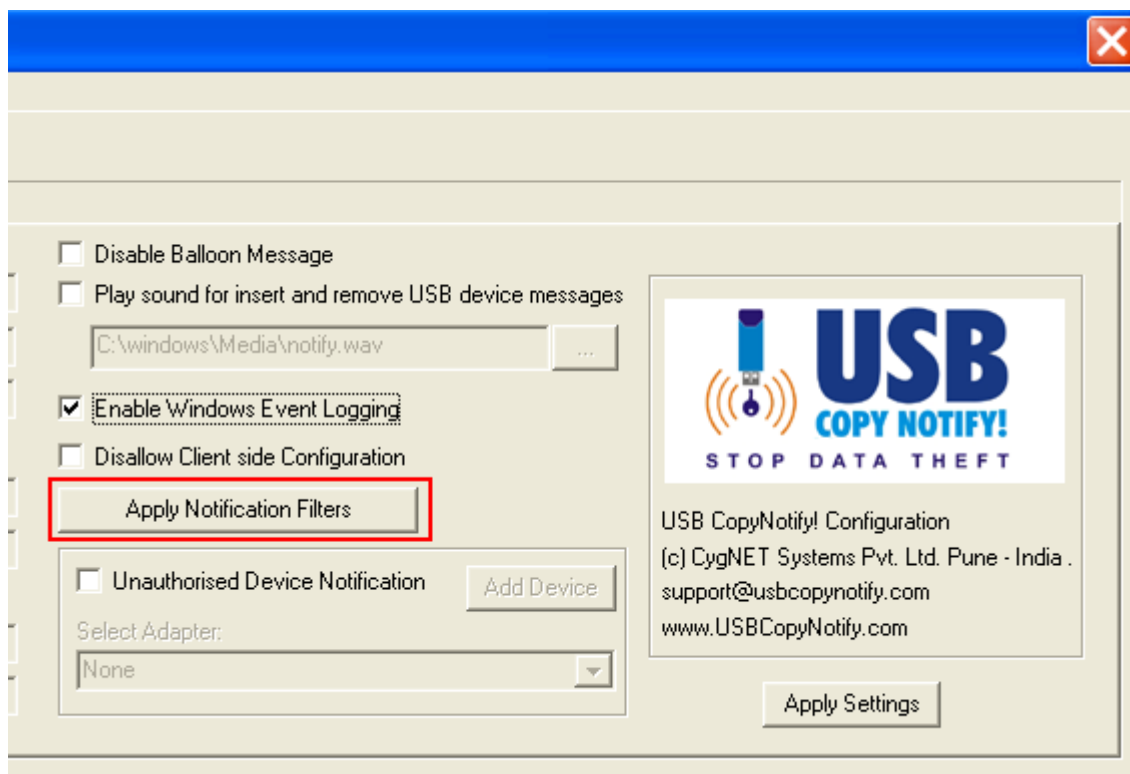 Disable Balloon Message
Play sound for insert and remove USB device messages
C:\windows\Media\notify.wav
...
Enable Windows Event Logging
Disallow Client side Configuration
Apply Notification Filters
Unauthorised Device Notification
Add Device
Select Adapter:
None
USB
COPY NOTIFY!
STOP DATA THEFT
USB CopyNotify! Configuration
(c) CygNET Systems Pvt. Ltd. Pune - India .
support@usbcopynotify.com
www.USBCopyNotify.com
Apply Settings